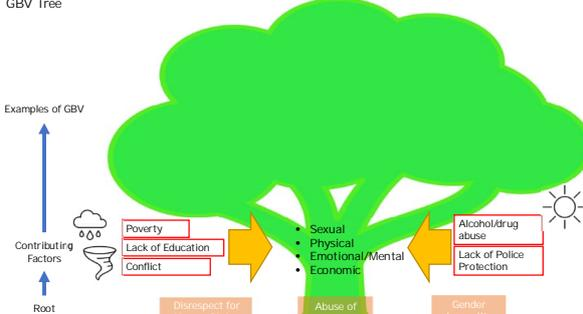 GBV Tree
Examples of GBV
Contributing
Factors
Root
Poverty
Lack of Education
Conflict
• Sexual
• Physical
• Emotional/Mental
• Economic
Alcohol/drug
abuse
Lack of Police
Protection
Disrespect for
Abuse of
Gender